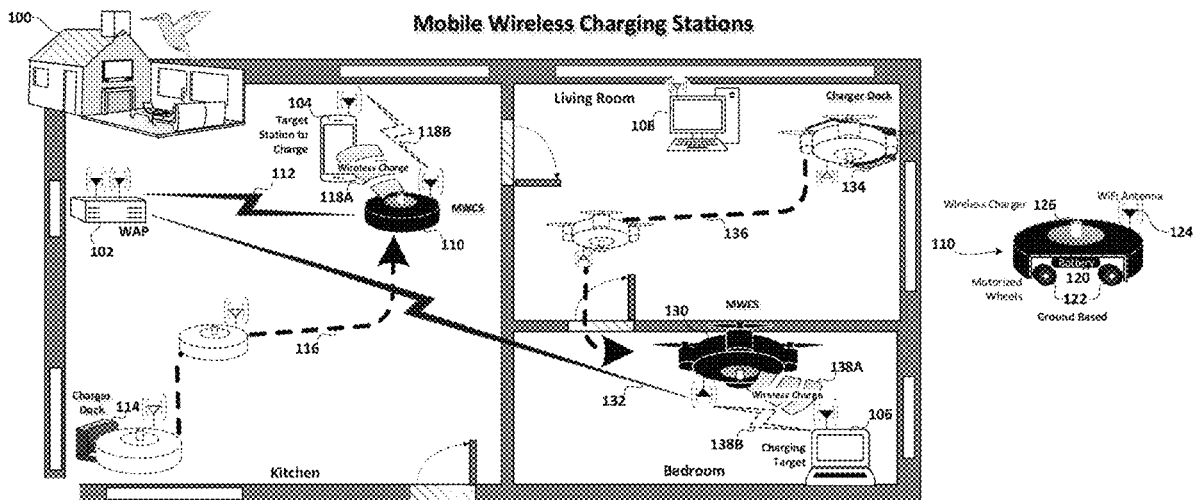 Mobile Wireless Charging Stations
100
Living Room
Charger Dock
104
Target
Station to
Charge
118B
108
Wireless Charge
118A
112
134
MWCS
WAP
102
110
136
Wireless Charger
126
WiFi Antenna
124
110
Battery
120
Motorized
Wheels
122
Ground Based
116
130
MWCS
138A
Wireless Charge
132
106
138B
Charging
Target
Charger
Dock
114
Kitchen
Bedroom